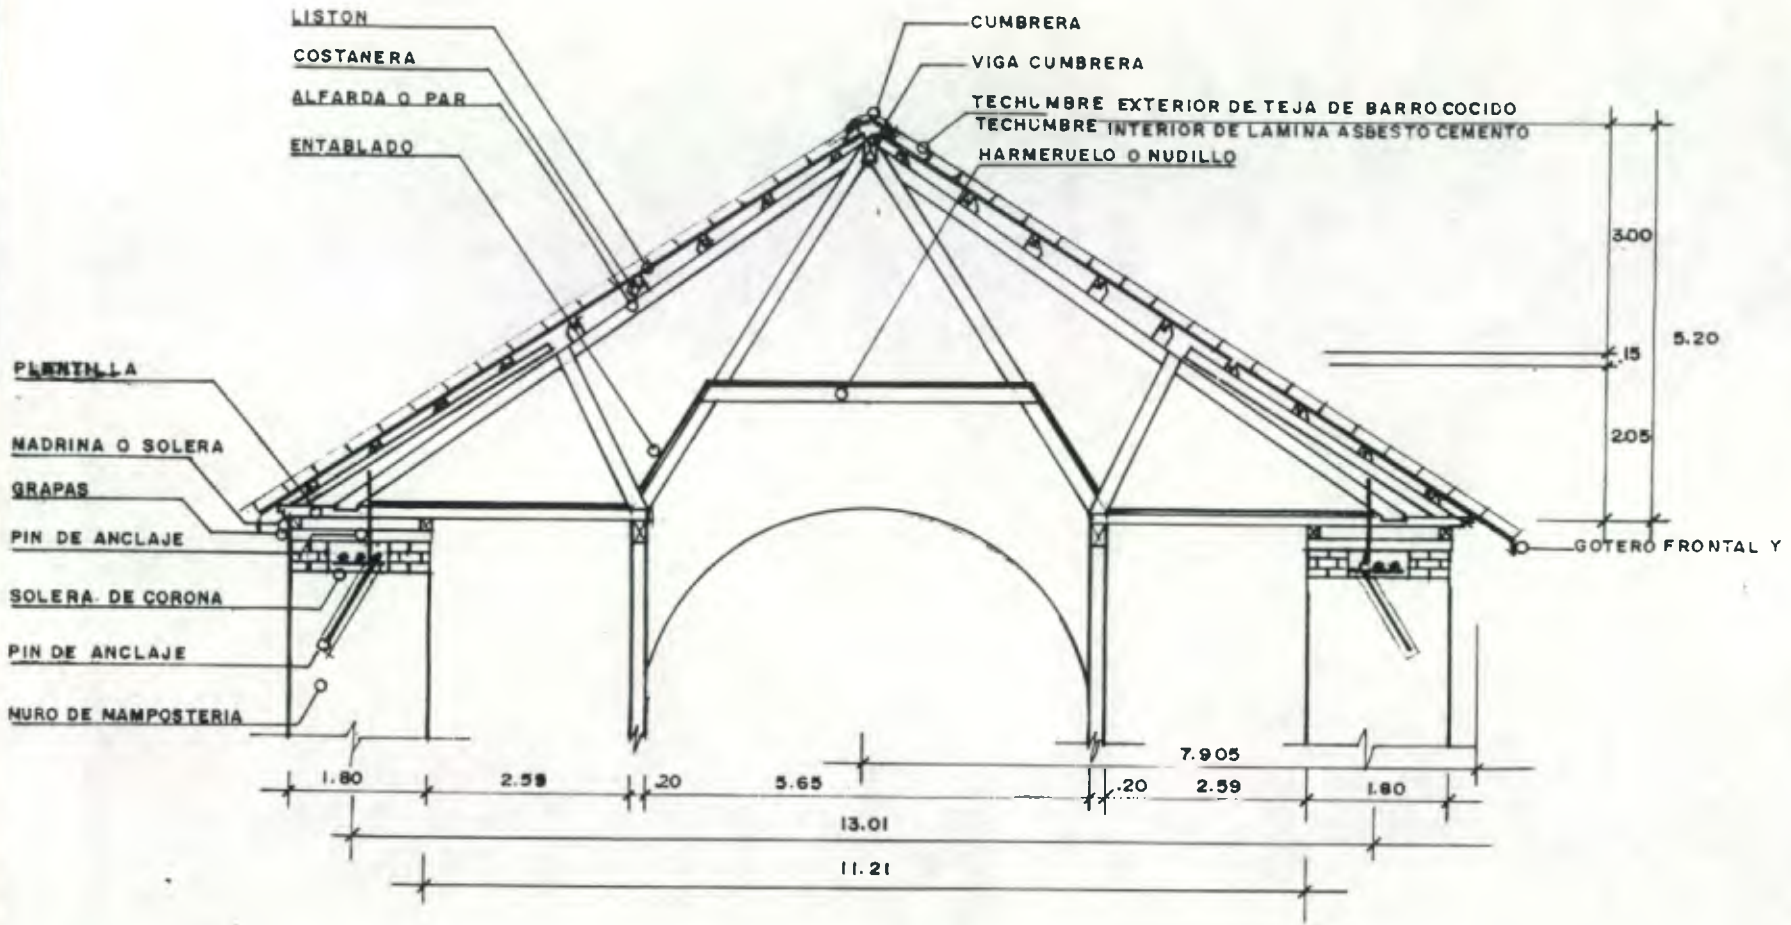 LISTON
COSTANERA
ALFARDA O PAR
ENTABLADO
CUMBRERA
VIGA CUMBRERA
TECHUMBRE EXTERIOR DE TEJA DE BARRO COCIDO
TECHUMBRE INTERIOR DE LAMINA ASBESTO CEMENTO
HARMERUELO O NUDILLO
3.00
.15
5.20
2.05
PLANTILLA
MADRINA O SOLERA
GRAPAS
PIN DE ANCLAJE
SOLERA DE CORONA
PIN DE ANCLAJE
MURO DE MAMPOSTERIA
GOTERO FRONTAL Y
7.905
1.80
2.59
.20
5.65
.20
2.59
1.80
13.01
11.21